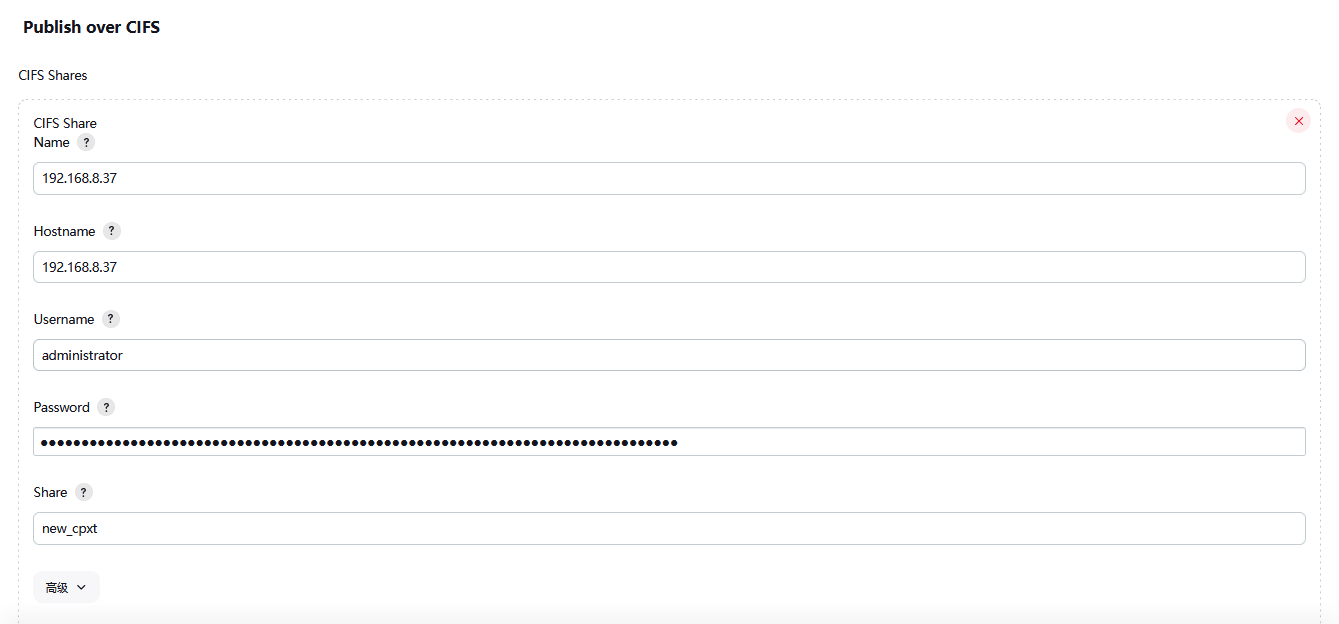 Publish over CIFS
CIFS Shares
CIFS Share
Name ?
192.168.8.37
Hostname ?
192.168.8.37
Username ?
administrator
Password ?
Share ?
new_cpxt
高级